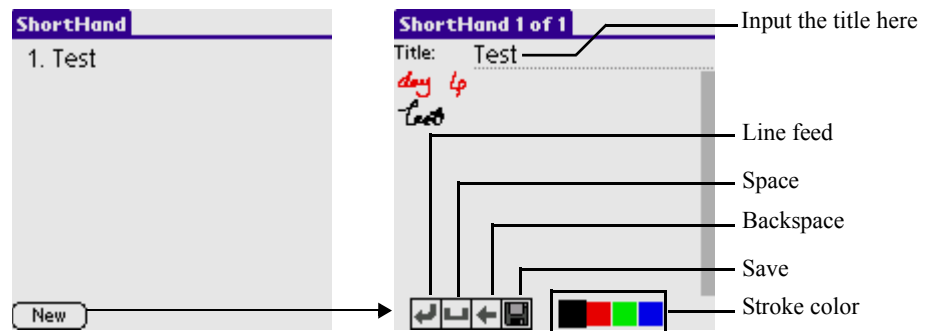 ShortHand
1. Test
New
ShortHand 1 of 1
Title: Test
day 4
Test
Input the title here
Line feed
Space
Backspace
Save
Stroke color